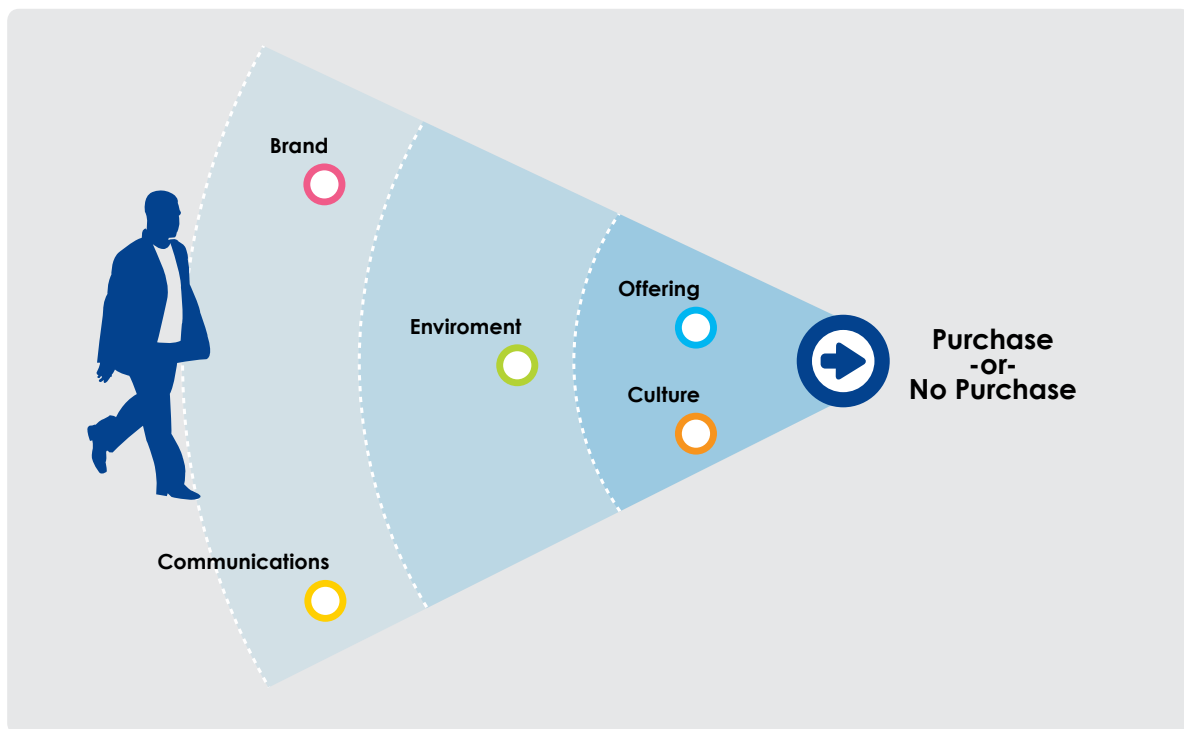 Brand
Offering
Enviroment
Purchase
-or-
No Purchase
Culture
Communications